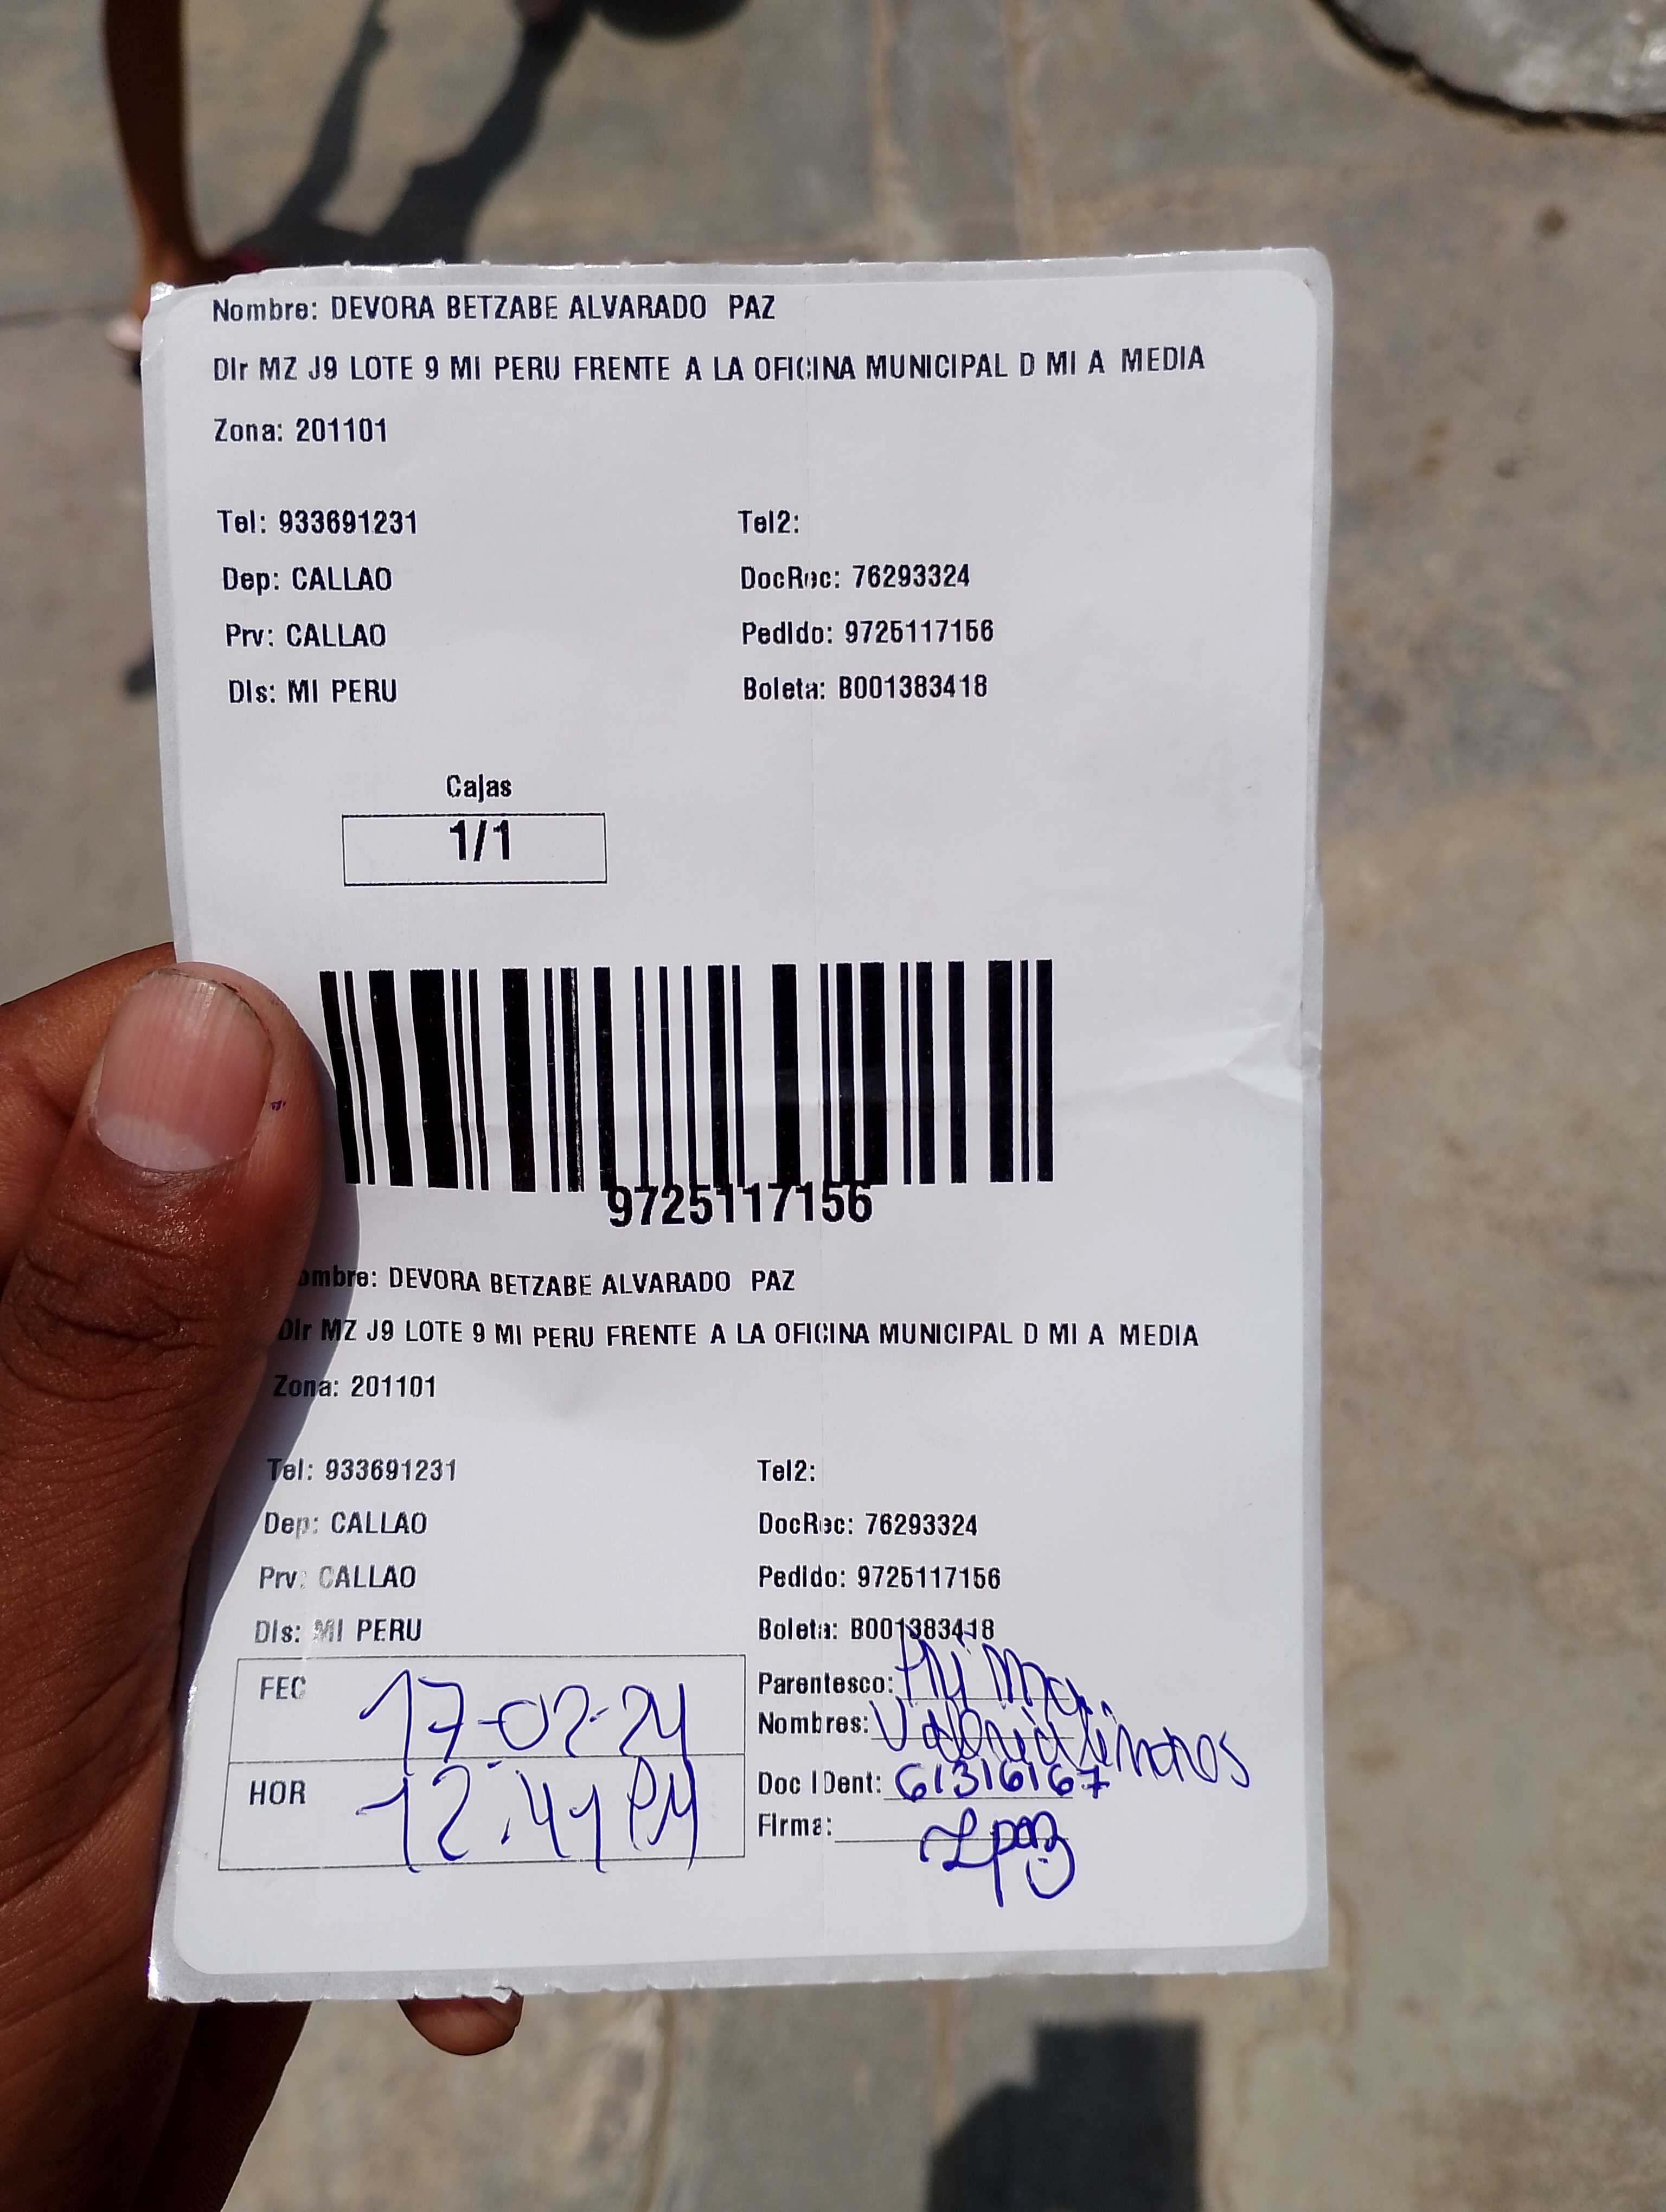 Nombre: DEVORA BETZABE ALVARADO PAZ
Dir MZ J9 LOTE 9 MI PERU FRENTE A LA OFICINA MUNICIPAL D MI A MEDIA
Zona: 201101
Tel: 933691231 Tel2:
Dep: CALLAO DocRec: 76293324
Prv: CALLAO Pedido: 9725117156
Dis: MI PERU Boleta: B001383418
Cajas
1/1
9725117156
ombre: DEVORA BETZABE ALVARADO PAZ
Dir MZ J9 LOTE 9 MI PERU FRENTE A LA OFICINA MUNICIPAL D MI A MEDIA
Zona: 201101
Tel: 933691231 Tel2:
Dep: CALLAO DocRec: 76293324
Prv: CALLAO Pedido: 9725117156
Dis: MI PERU Boleta: B001383418
FEC 17-02-24 Parentesco:
Nombres:
HOR 12:41 PM Doc IDent: 61316167
Firma: